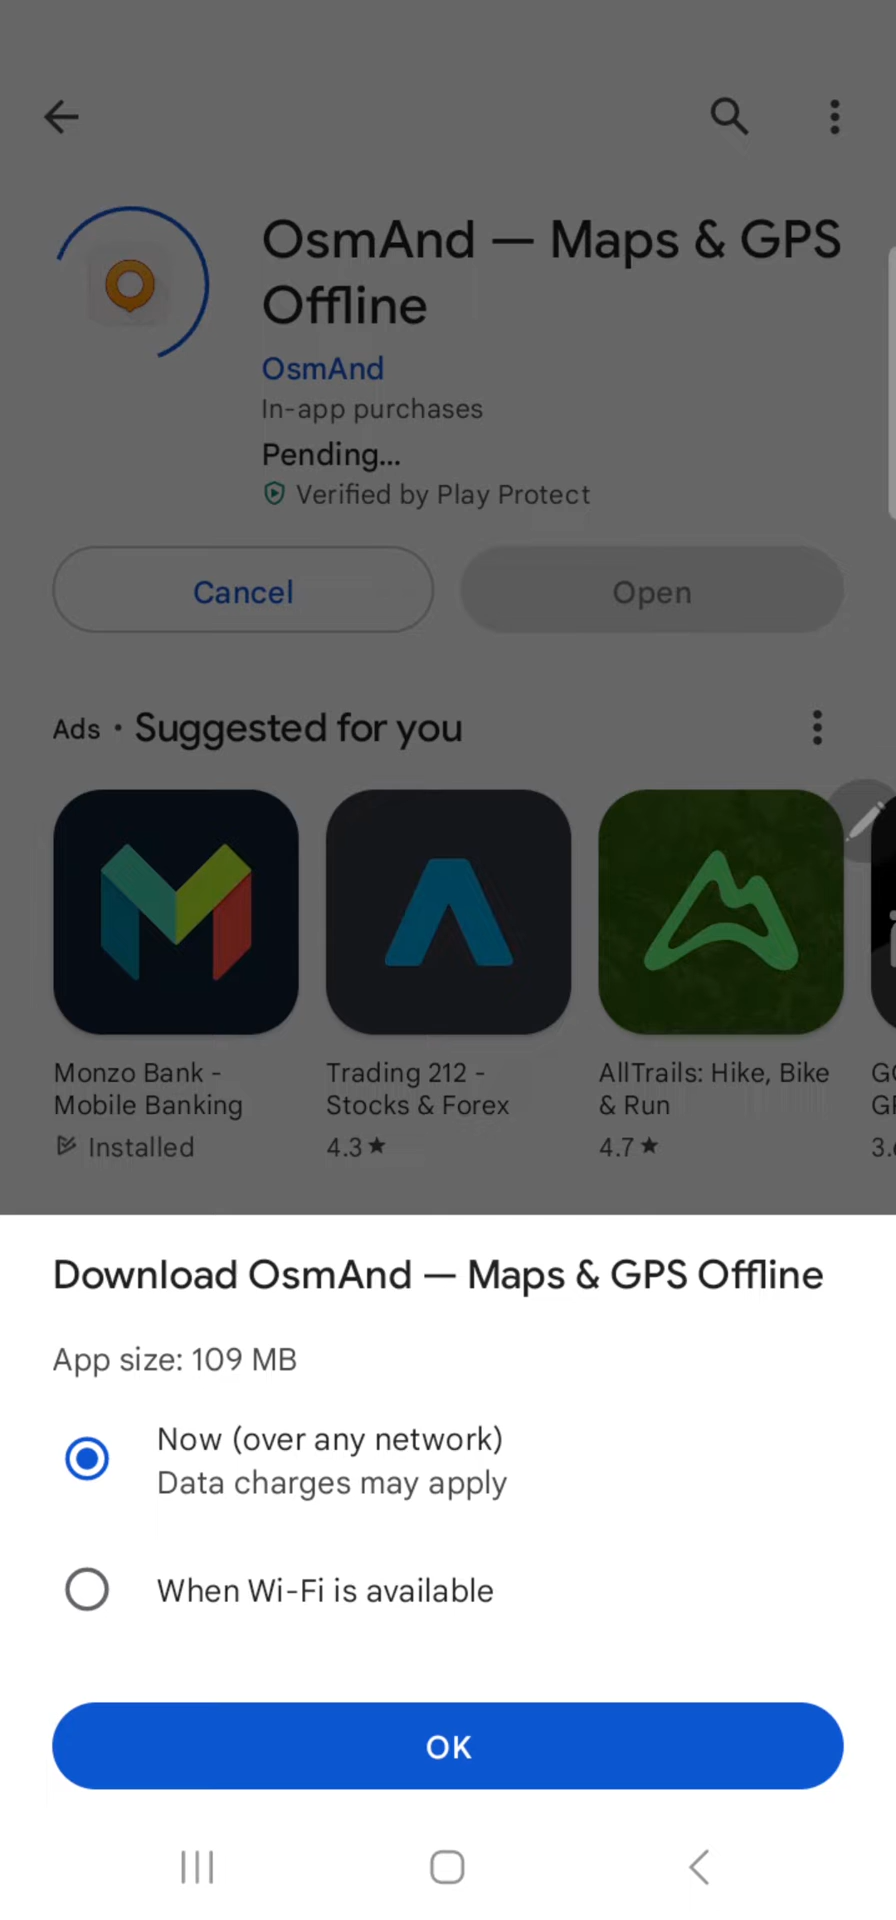 OsmAnd — Maps & GPS
Offline
OsmAnd
In-app purchases
Pending...
Verified by Play Protect
Cancel
Open
Ads • Suggested for you
Monzo Bank -
Mobile Banking
Installed
Trading 212 -
Stocks & Forex
4.3★
AllTrails: Hike, Bike
& Run
4.7★
Download OsmAnd — Maps & GPS Offline
App size: 109 MB
Now (over any network)
Data charges may apply
When Wi-Fi is available
OK